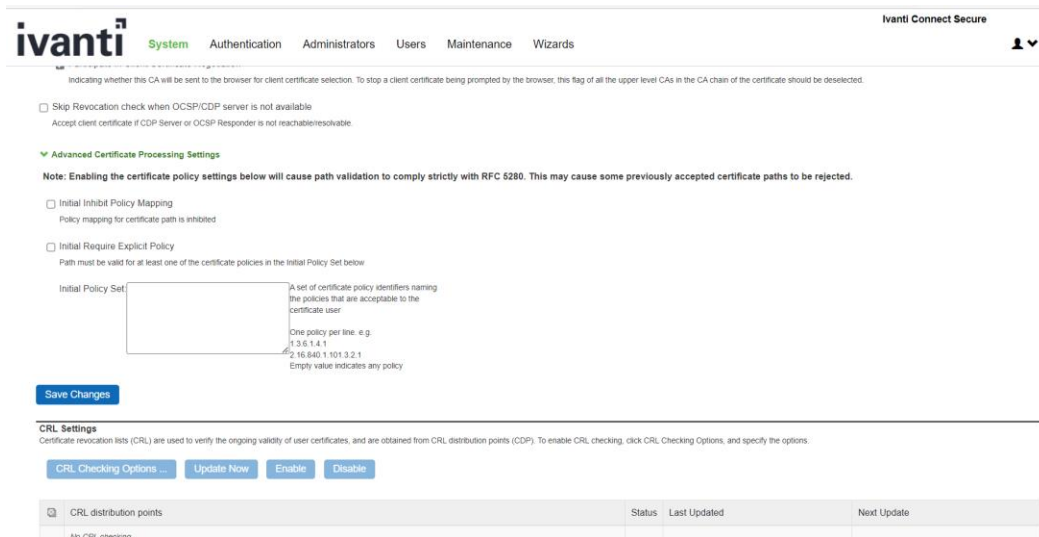 Ivanti Connect Secure
ivanti
System Authentication Administrators Users Maintenance Wizards
Participate in Client Certificate Negotiation
Indicating whether this CA will be sent to the browser for client certificate selection. To stop a client certificate being prompted by the browser, this flag of all the upper level CAs in the CA chain of the certificate should be deselected.
Skip Revocation check when OCSP/CDP server is not available
Accept client certificate if CDP Server or OCSP Responder is not reachable/resolvable.
Advanced Certificate Processing Settings
Note: Enabling the certificate policy settings below will cause path validation to comply strictly with RFC 5280. This may cause some previously accepted certificate paths to be rejected.
Initial Inhibit Policy Mapping
Policy mapping for certificate path is inhibited
Initial Require Explicit Policy
Path must be valid for at least one of the certificate policies in the Initial Policy Set below
Initial Policy Set:
A set of certificate policy identifiers naming
the policies that are acceptable to the
certificate user
One policy per line. e.g.
1.3.6.1.4.1
2.16.840.1.101.3.2.1
Empty value indicates any policy
Save Changes
CRL Settings
Certificate revocation lists (CRL) are used to verify the ongoing validity of user certificates, and are obtained from CRL distribution points (CDP). To enable CRL checking, click CRL Checking Options, and specify the options.
CRL Checking Options ... Update Now Enable Disable
CRL distribution points Status Last Updated Next Update
No CRL checking